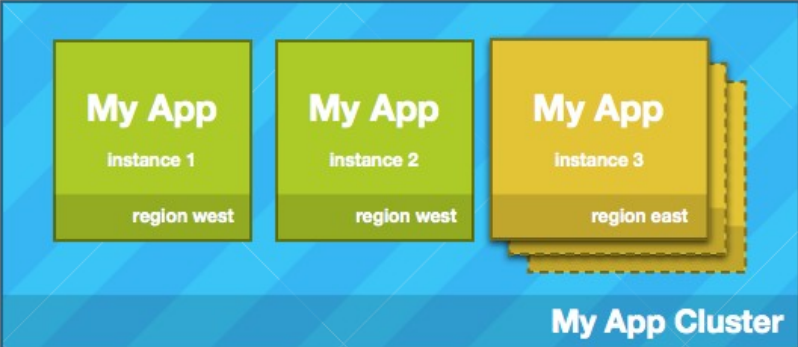 My App
instance 1
region west
My App
instance 2
region west
My App
instance 3
region east
My App Cluster